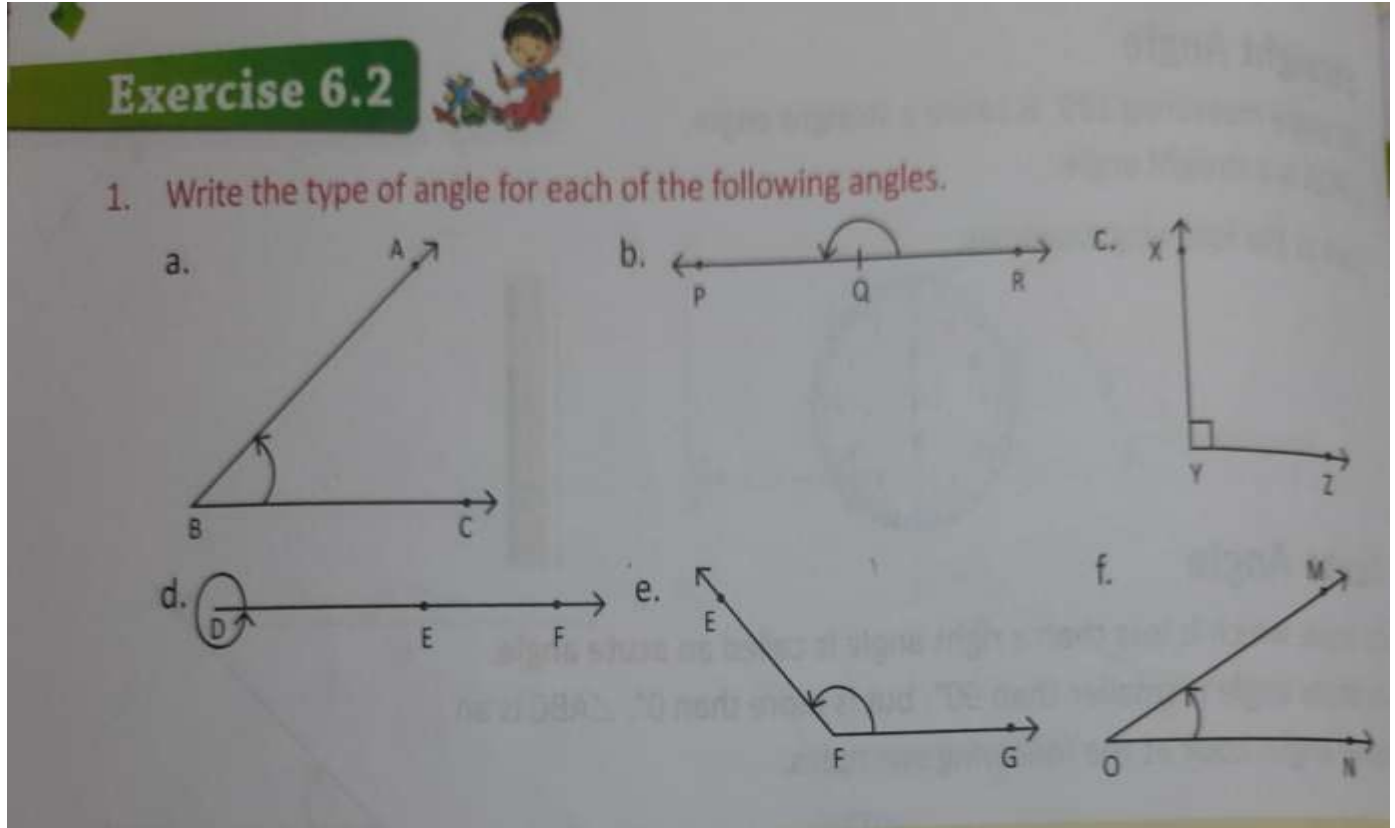 Exercise 6.2
1. Write the type of angle for each of the following angles.
a. A B C
b. P Q R
c. X Y Z
d. D E F
e. E F G
f. M O N